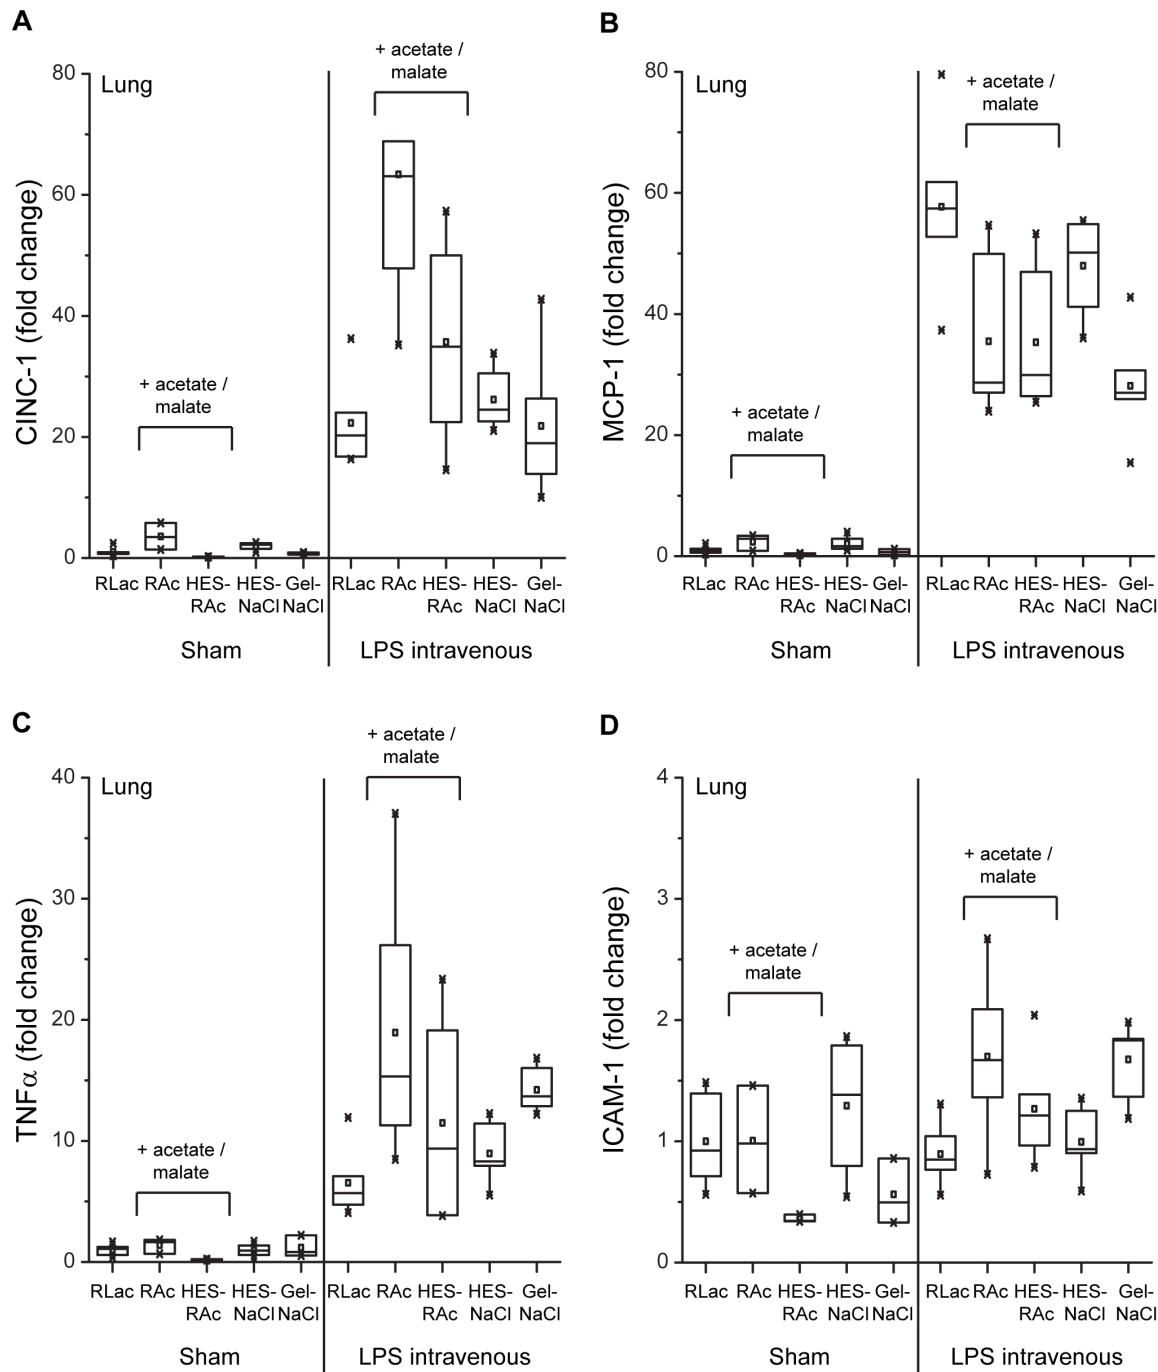 A
+ acetate /
malate
80
60
40
20
0
CINC-1 (fold change)
Lung
+ acetate /
malate
RLac RAc HES- HES- Gel-
RAc NaCl NaCl
RLac RAc HES- HES- Gel-
RAc NaCl NaCl
Sham
LPS intravenous
B
80
60
40
20
0
MCP-1 (fold change)
Lung
+ acetate /
malate
+ acetate /
malate
RLac RAc HES- HES- Gel-
RAc NaCl NaCl
RLac RAc HES- HES- Gel-
RAc NaCl NaCl
Sham
LPS intravenous
C
+ acetate /
malate
40
30
20
10
0
TNFα (fold change)
Lung
+ acetate /
malate
RLac RAc HES- HES- Gel-
RAc NaCl NaCl
RLac RAc HES- HES- Gel-
RAc NaCl NaCl
Sham
LPS intravenous
D
4
3
2
1
0
ICAM-1 (fold change)
Lung
+ acetate /
malate
+ acetate /
malate
RLac RAc HES- HES- Gel-
RAc NaCl NaCl
RLac RAc HES- HES- Gel-
RAc NaCl NaCl
Sham
LPS intravenous